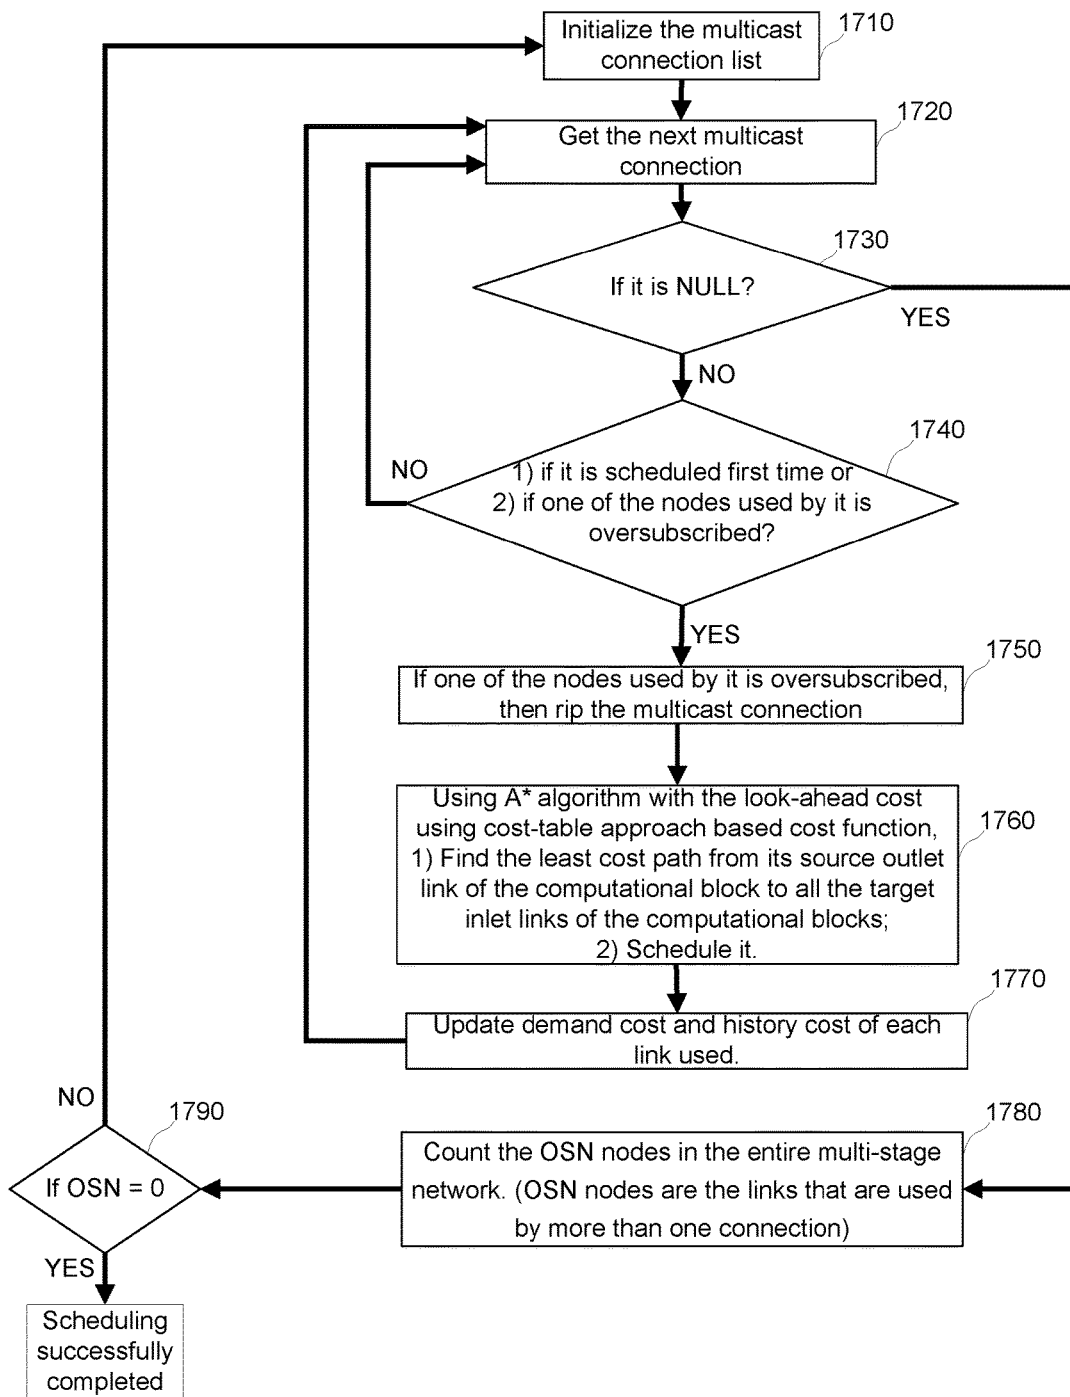 Initialize the multicast
connection list
1710
Get the next multicast
connection
1720
If it is NULL?
1730
YES
NO
1) if it is scheduled first time or
2) if one of the nodes used by it is
oversubscribed?
1740
NO
YES
If one of the nodes used by it is oversubscribed,
then rip the multicast connection
1750
Using A* algorithm with the look-ahead cost
using cost-table approach based cost function,
1) Find the least cost path from its source outlet
link of the computational block to all the target
inlet links of the computational blocks;
2) Schedule it.
1760
Update demand cost and history cost of each
link used.
1770
Count the OSN nodes in the entire multi-stage
network. (OSN nodes are the links that are used
by more than one connection)
1780
NO
If OSN = 0
1790
YES
Scheduling
successfully
completed